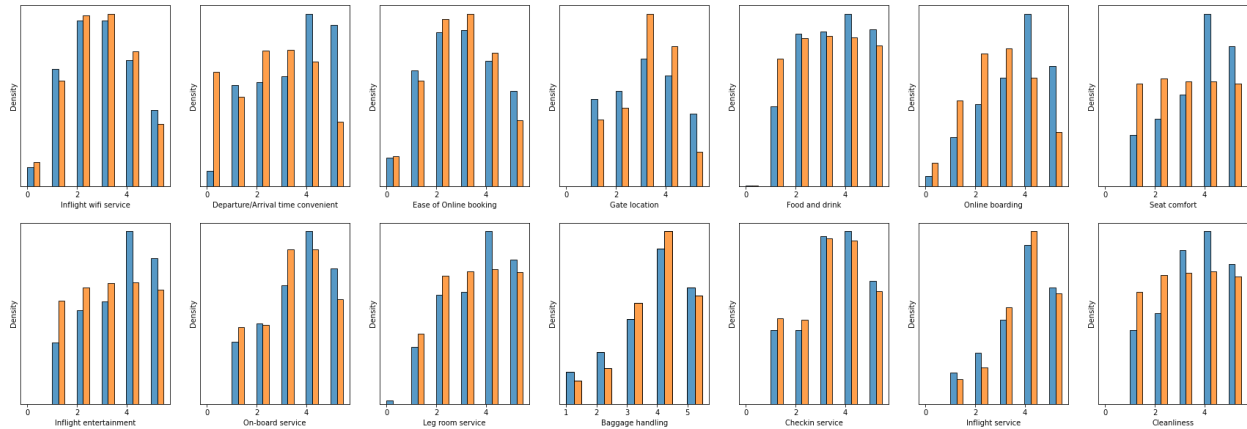 Density
0 2 4
Inflight wifi service
Density
0 2 4
Departure/Arrival time convenient
Density
0 2 4
Ease of Online booking
Density
0 2 4
Gate location
Density
0 2 4
Food and drink
Density
0 2 4
Online boarding
Density
0 2 4
Seat comfort
Density
0 2 4
Inflight entertainment
Density
0 2 4
On-board service
Density
0 2 4
Leg room service
Density
1 2 3 4 5
Baggage handling
Density
0 2 4
Checkin service
Density
0 2 4
Inflight service
Density
0 2 4
Cleanliness